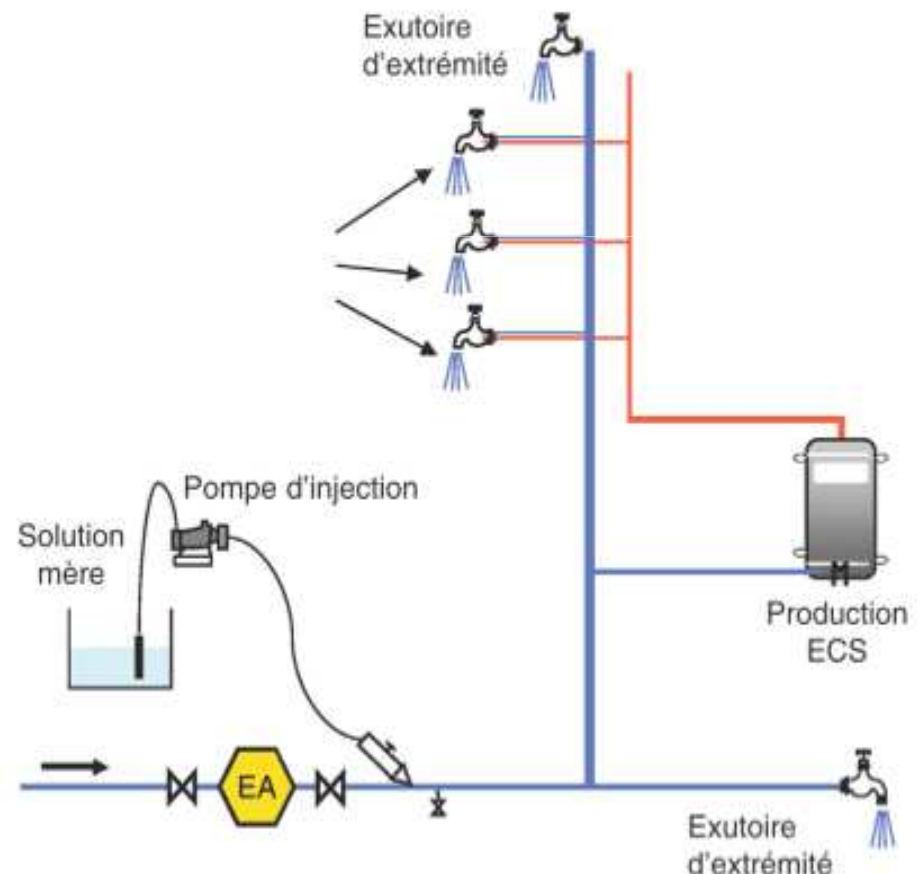 Exutoire
d'extrémité
Pompe d'injection
Solution
mère
Production
ECS
EA
Exutoire
d'extrémité